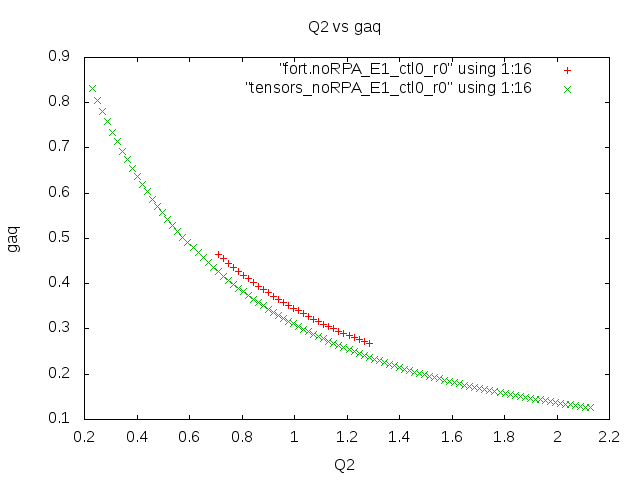 Q2 vs gaq
"fort.noRPA_E1_ctl0_r0" using 1:16
"tensors_noRPA_E1_ctl0_r0" using 1:16
0.9
0.8
0.7
0.6
0.5
0.4
0.3
0.2
0.1
gaq
0.2 0.4 0.6 0.8 1 1.2 1.4 1.6 1.8 2 2.2
Q2